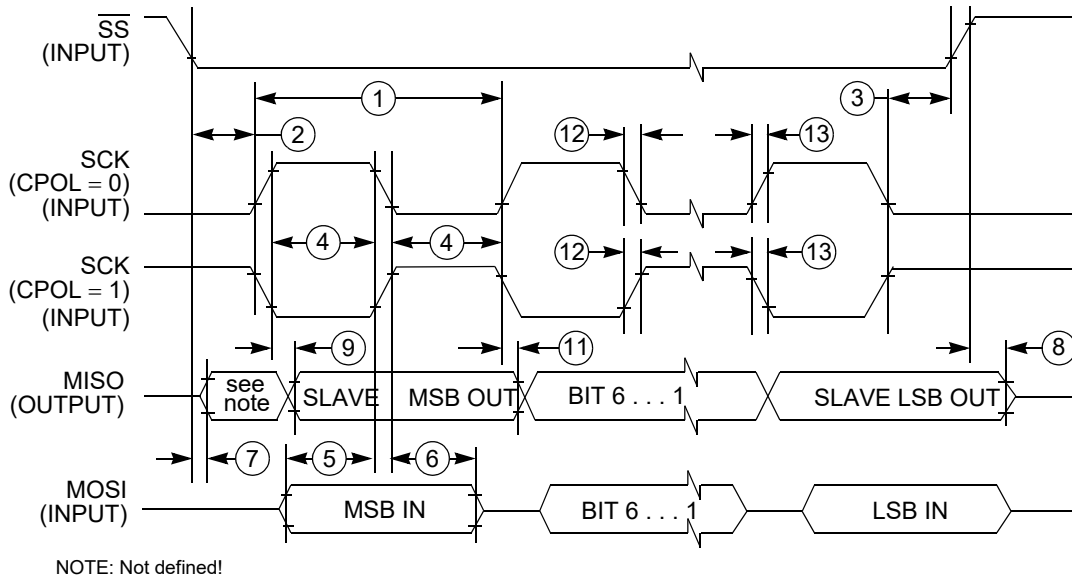 SS
(INPUT)
1
3
2
12
13
SCK
(CPOL = 0)
(INPUT)
4
4
SCK
(CPOL = 1)
(INPUT)
12
13
9
11
8
MISO
(OUTPUT)
see
note
SLAVE
MSB OUT
BIT 6 . . . 1
SLAVE LSB OUT
7
5
6
MOSI
(INPUT)
MSB IN
BIT 6 . . . 1
LSB IN
NOTE: Not defined!